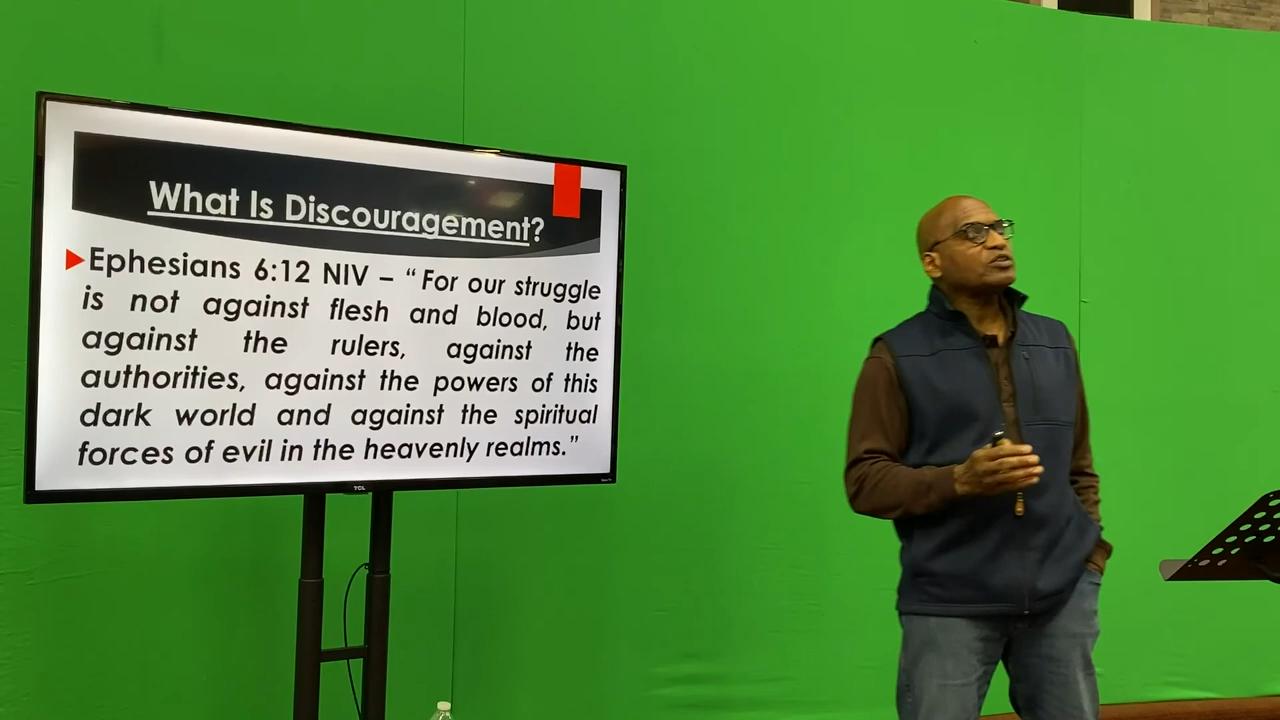 What Is Discouragement?
Ephesians 6:12 NIV – “For our struggle
is not against flesh and blood, but
against the rulers, against the
authorities, against the powers of this
dark world and against the spiritual
forces of evil in the heavenly realms.”
TCL